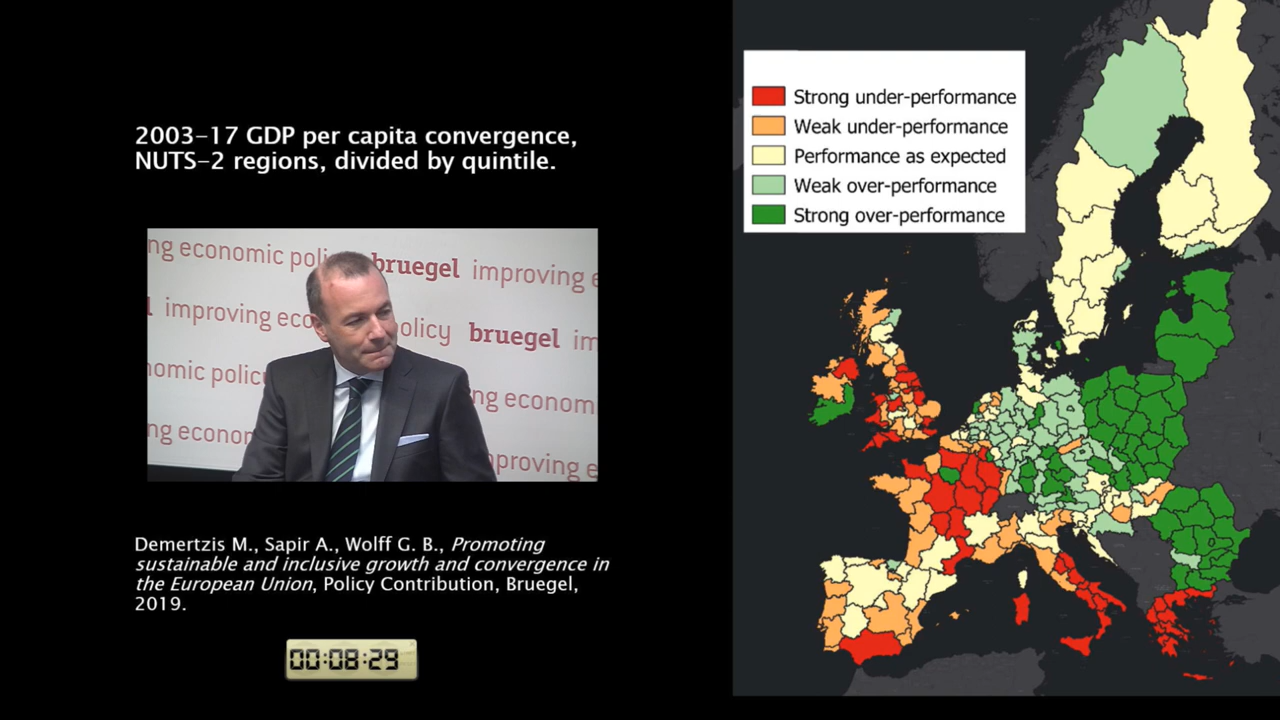 2003–17 GDP per capita convergence,
NUTS–2 regions, divided by quintile.
ng economic poli bruegel improving e
l improving eco olicy bruegel im
nomic polic ng econom
ng econor nproving e
Demertzis M., Sapir A., Wolff G. B., Promoting
sustainable and inclusive growth and convergence in
the European Union, Policy Contribution, Bruegel,
2019.
00:08:29
Strong under-performance
Weak under-performance
Performance as expected
Weak over-performance
Strong over-performance